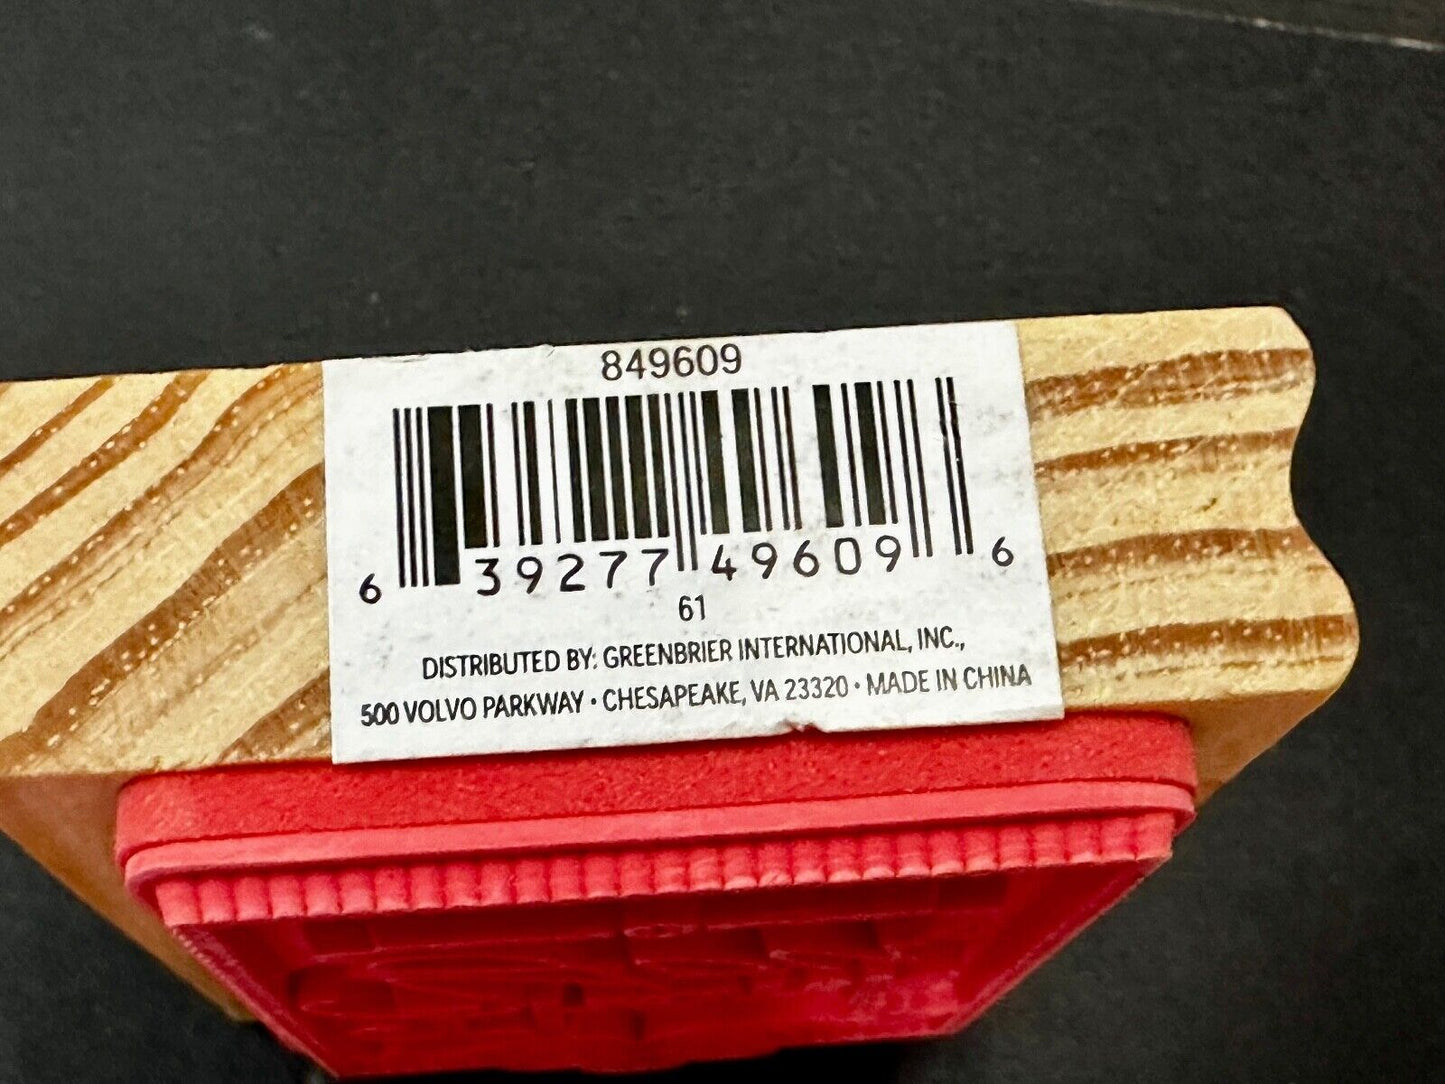 849609
6 39277 49609 6
61
DISTRIBUTED BY: GREENBRIER INTERNATIONAL, INC.,
500 VOLVO PARKWAY • CHESAPEAKE, VA 23320 • MADE IN CHINA